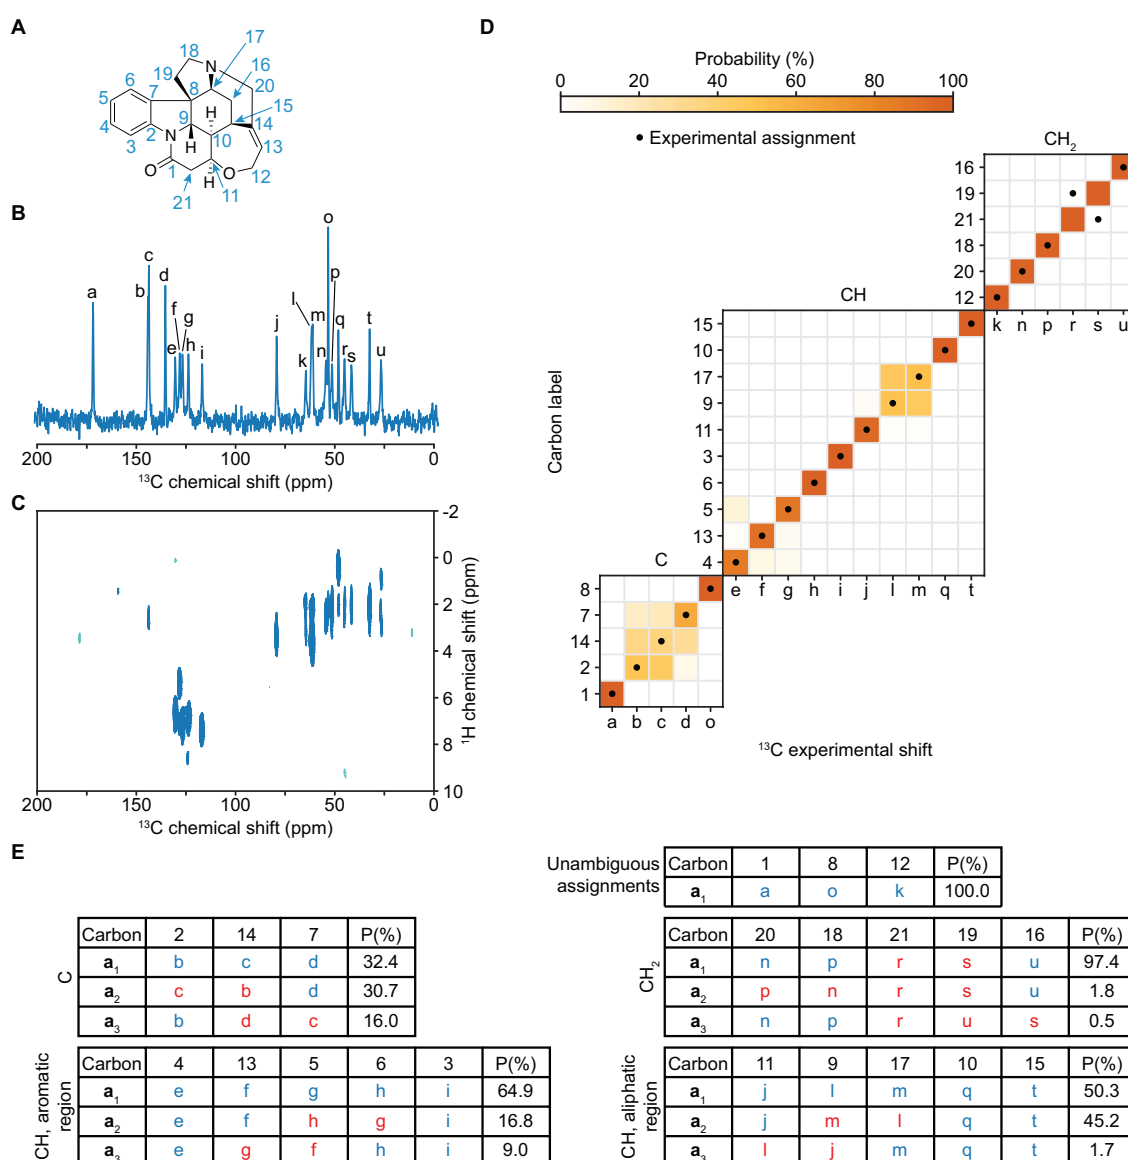 A
17
18
N
16
19
20
6
7
8
5
9
H
15
14
4
2
N
10
13
3
H
1
O
O
12
H
11
21
B
o
c
p
d
b
a
f
g
l
m
j
q
t
h
e
n
r
s
u
i
k
200
150
100
50
0
13C chemical shift (ppm)
C
-2
0
2
4
6
8
10
1H chemical shift (ppm)
200
150
100
50
0
13C chemical shift (ppm)
D
Probability (%)
0 20 40 60 80 100
• Experimental assignment
CH2
16
19
21
18
20
12
k n p r s u
CH
15
10
17
9
11
3
6
5
13
4
e f g h i j l m q t
C
8
7
14
2
1
a b c d o
Carbon label
13C experimental shift
E
Unambiguous assignments
Carbon 1 8 12 P(%)
a1 a o k 100.0
C
Carbon 2 14 7 P(%)
a1 b c d 32.4
a2 c b d 30.7
a3 b d c 16.0
CH2
Carbon 20 18 21 19 16 P(%)
a1 n p r s u 97.4
a2 p n r s u 1.8
a3 n p r u s 0.5
CH, aromatic region
Carbon 4 13 5 6 3 P(%)
a1 e f g h i 64.9
a2 e f h g i 16.8
a3 e g f h i 9.0
CH, aliphatic region
Carbon 11 9 17 10 15 P(%)
a1 j l m q t 50.3
a2 j m l q t 45.2
a3 l j m q t 1.7